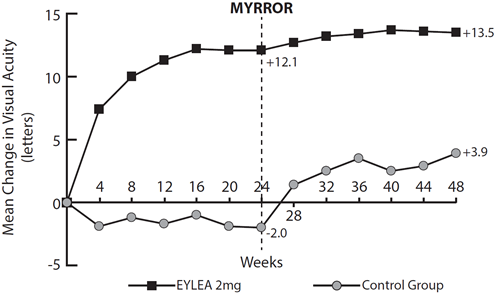 MYRROR
Mean Change in Visual Acuity
(letters)
15
10
5
0
-5
+12.1
+13.5
4 8 12 16 20 24 28 32 36 40 44 48
-2.0
+3.9
Weeks
EYLEA 2mg
Control Group